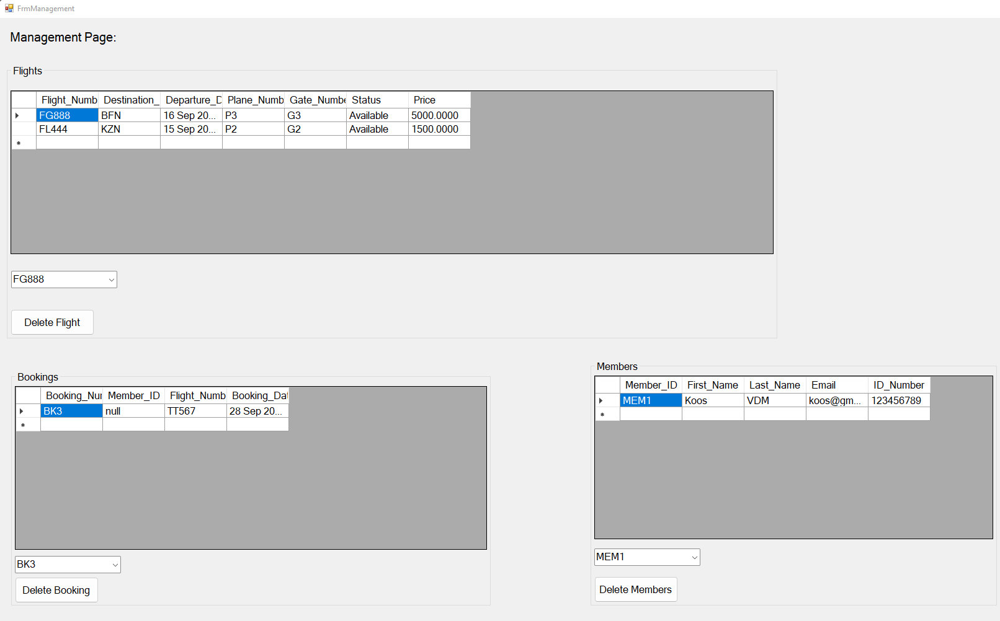 FrmManagement
Management Page:
Flights
Flight_Numb Destination_ Departure_D Plane_Numb Gate_Numbe Status Price
FG888 BFN 16 Sep 20... P3 G3 Available 5000.0000
FL444 KZN 15 Sep 20... P2 G2 Available 1500.0000
FG888
Delete Flight
Bookings
Booking_Nur Member_ID Flight_Numb Booking_Dat
BK3 null TT567 28 Sep 20...
BK3
Delete Booking
Members
Member_ID First_Name Last_Name Email ID_Number
MEM1 Koos VDM koos@gm... 123456789
MEM1
Delete Members